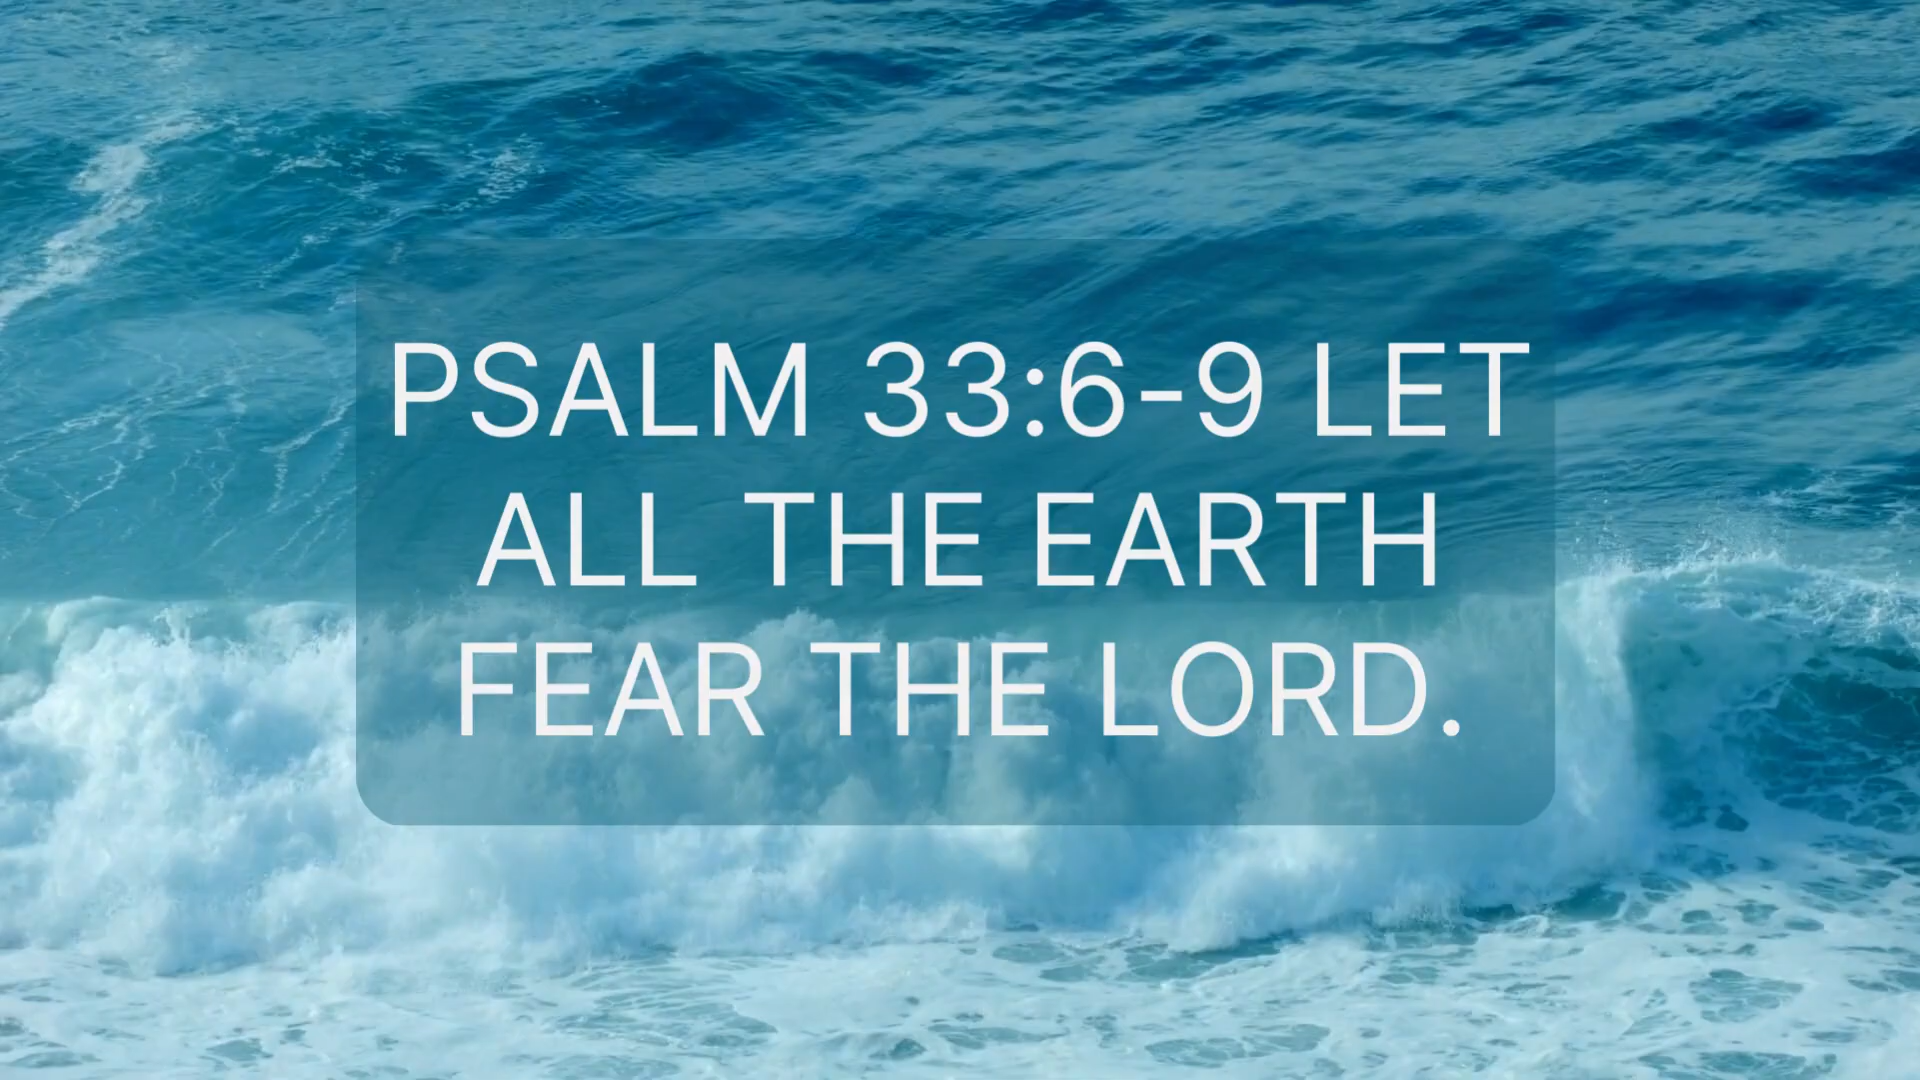 PSALM 33:6-9 LET
ALL THE EARTH
FEAR THE LORD.